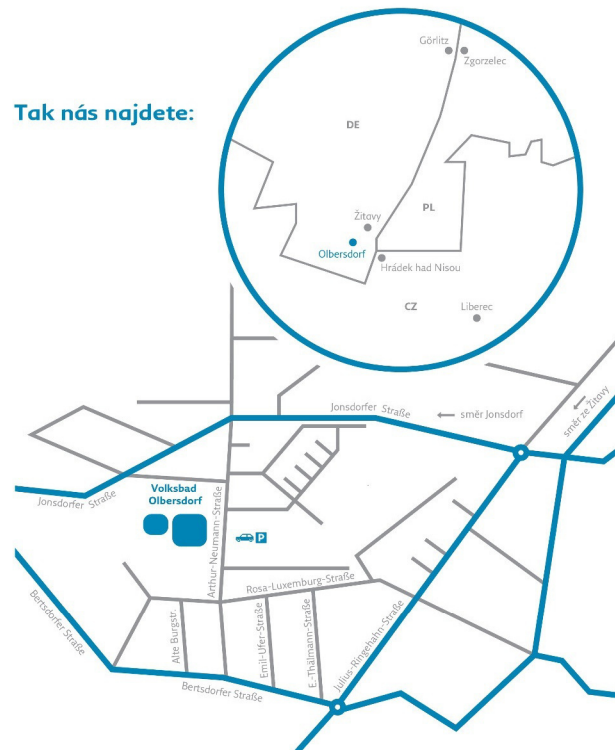 Tak nás najdete:
Görlitz
Zgorzelec
DE
PL
Žitavy
Olbersdorf
Hrádek had Nisou
CZ
Liberec
Jonsdorfer Straße
směr Jonsdorf
směr ze Žitavy
Volksbad
Olbersdorf
Jonsdorfer Straße
P
Arthur-Neumann-Straße
Rosa-Luxemburg-Straße
Bertsdorfer Straße
Alte Burgstr.
Emil-Ufer-Straße
E.-Thälmann-Straße
Julius-Ringehahn-Straße
Bertsdorfer Straße